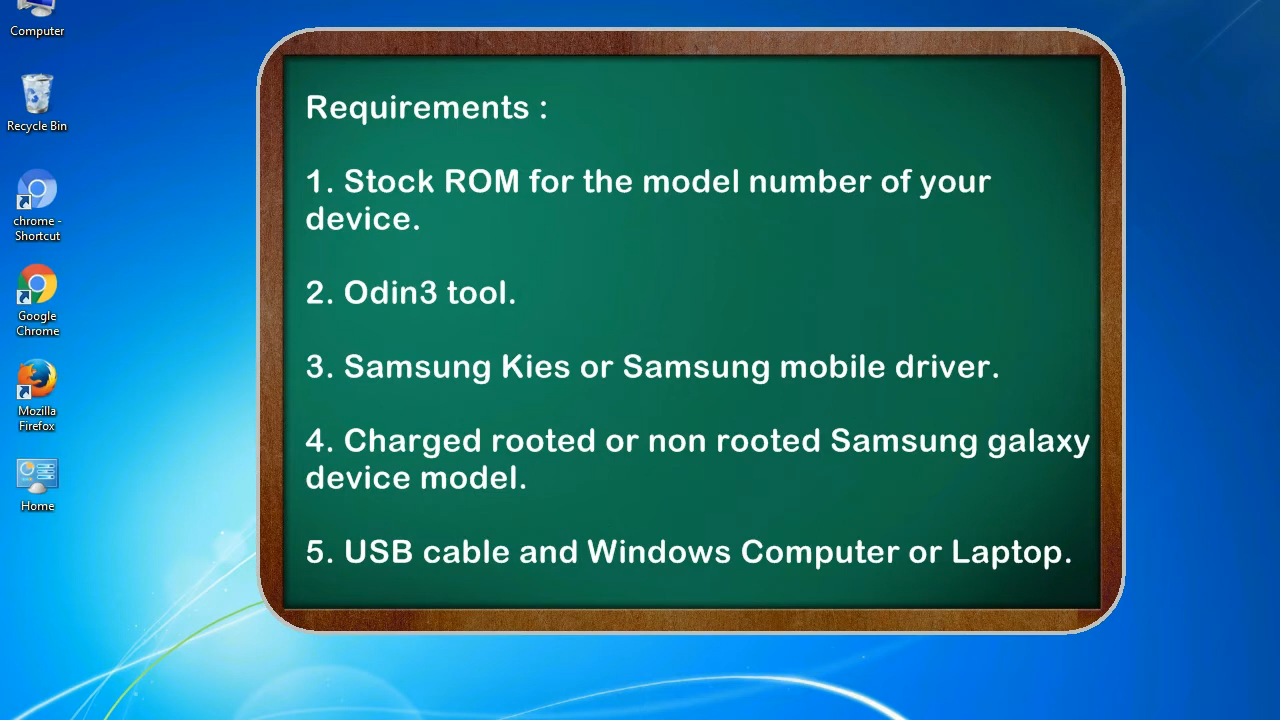 Computer
Recycle Bin
chrome -
Shortcut
Google
Chrome
Mozilla
Firefox
Home
Requirements :
1. Stock ROM for the model number of your
device.
2. Odin3 tool.
3. Samsung Kies or Samsung mobile driver.
4. Charged rooted or non rooted Samsung galaxy
device model.
5. USB cable and Windows Computer or Laptop.